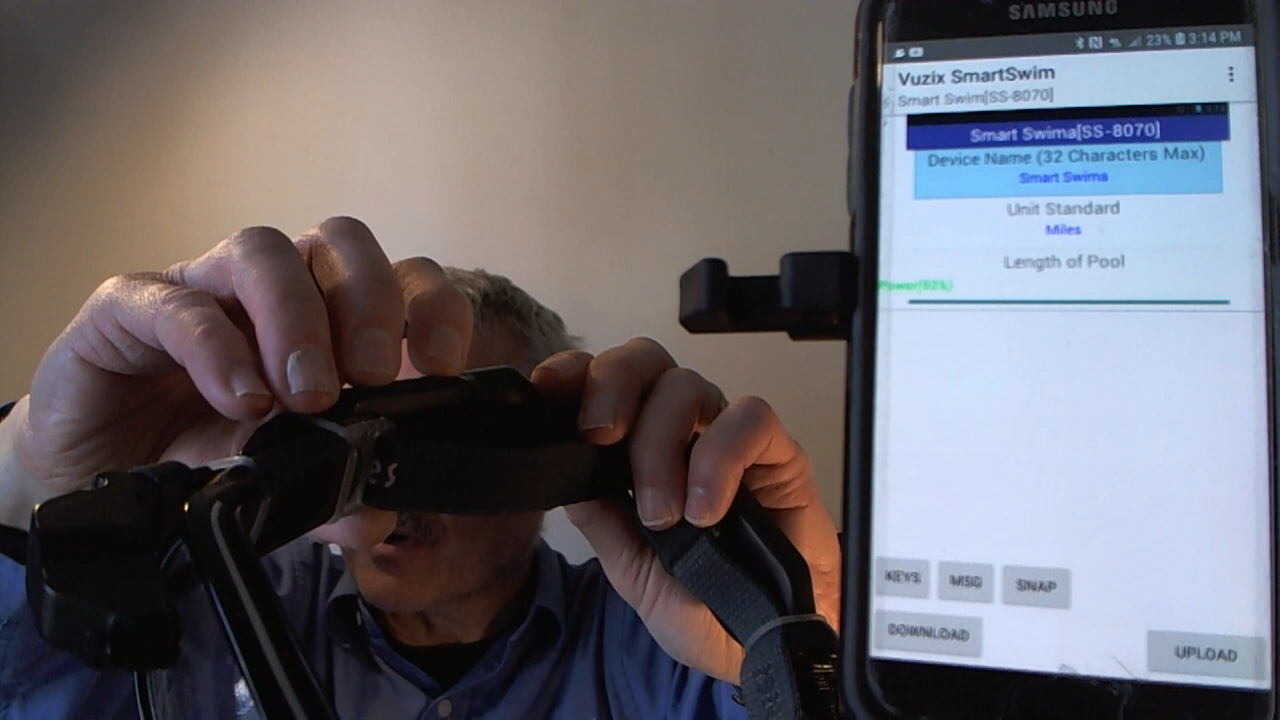 SAMSUNG
23% 3:14 PM
Vuzix SmartSwim
Smart Swim[SS-8070]
Smart Swima[SS-8070]
Device Name (32 Characters Max)
Smart Swima
Unit Standard
Miles
Length of Pool
KEYS MSG SNAP
DOWNLOAD UPLOAD